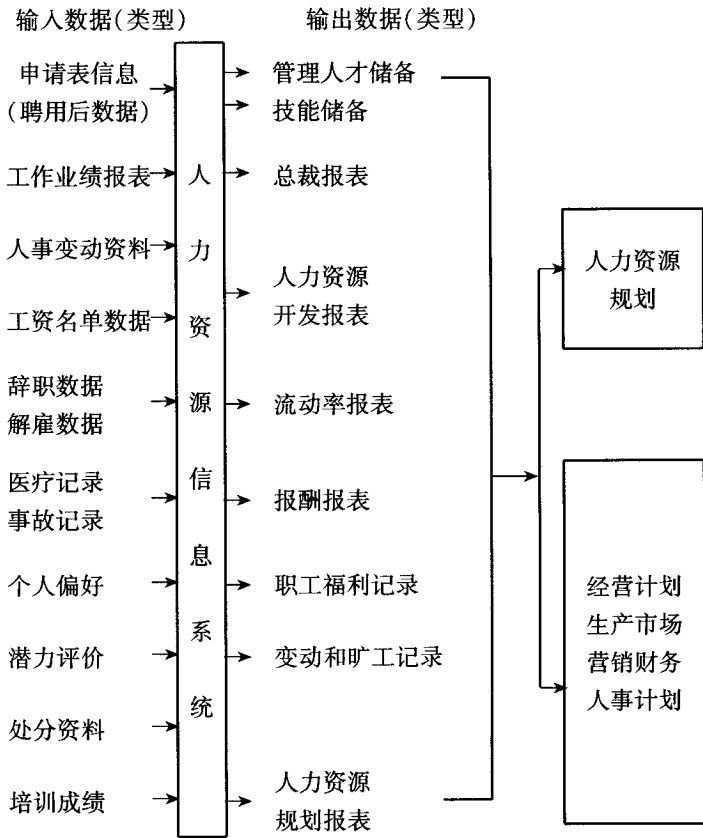 输入数据(类型)
输出数据(类型)
申请表信息
(聘用后数据)
工作业绩报表
人事变动资料
工资名单数据
辞职数据
解雇数据
医疗记录
事故记录
个人偏好
潜力评价
处分资料
培训成绩
人
力
资
源
信
息
系
统
管理人才储备
技能储备
总裁报表
人力资源
开发报表
流动率报表
报酬报表
职工福利记录
变动和旷工记录
人力资源
规划报表
人力资源
规划
经营计划
生产市场
营销财务
人事计划